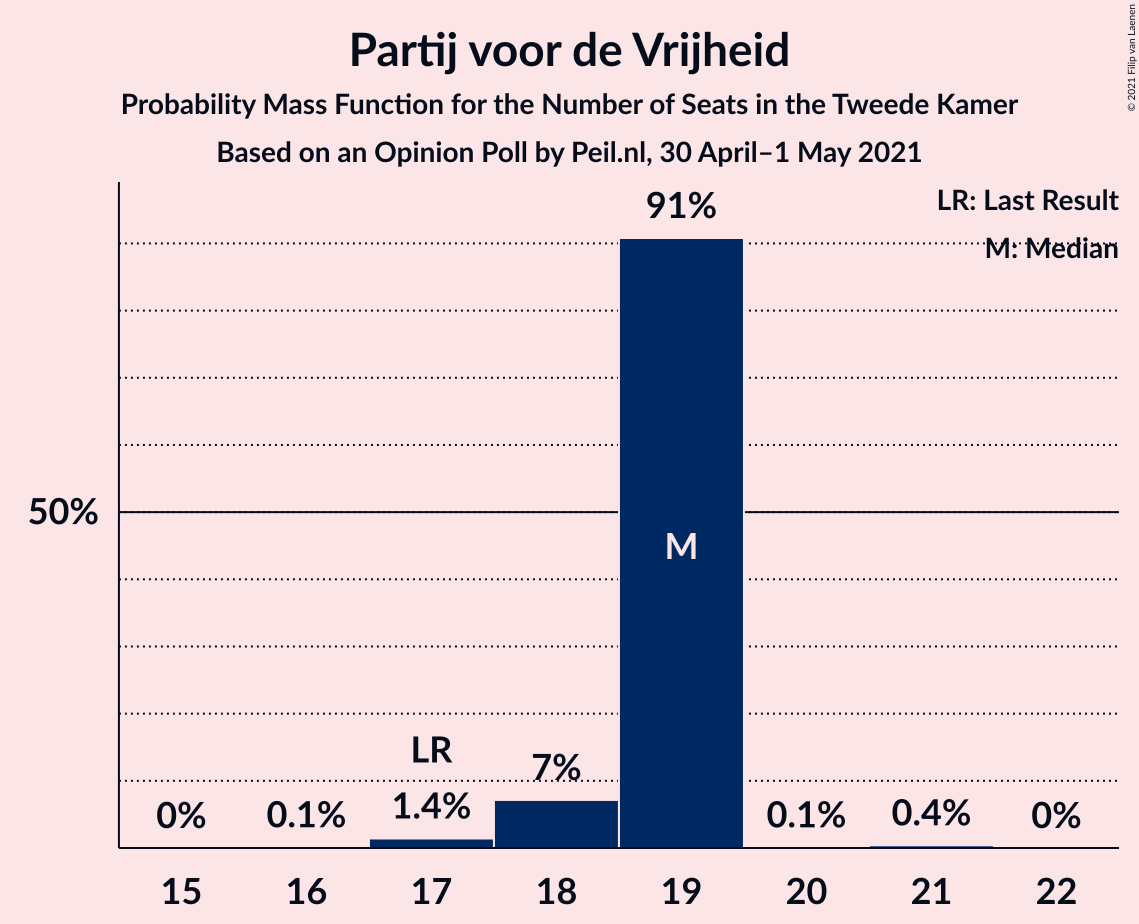 Partij voor de Vrijheid
Probability Mass Function for the Number of Seats in the Tweede Kamer
Based on an Opinion Poll by Peil.nl, 30 April–1 May 2021
© 2021 Filip van Laenen
LR: Last Result
M: Median
91%
50%
M
LR
7%
0% 0.1% 1.4% 0.1% 0.4% 0%
15 16 17 18 19 20 21 22